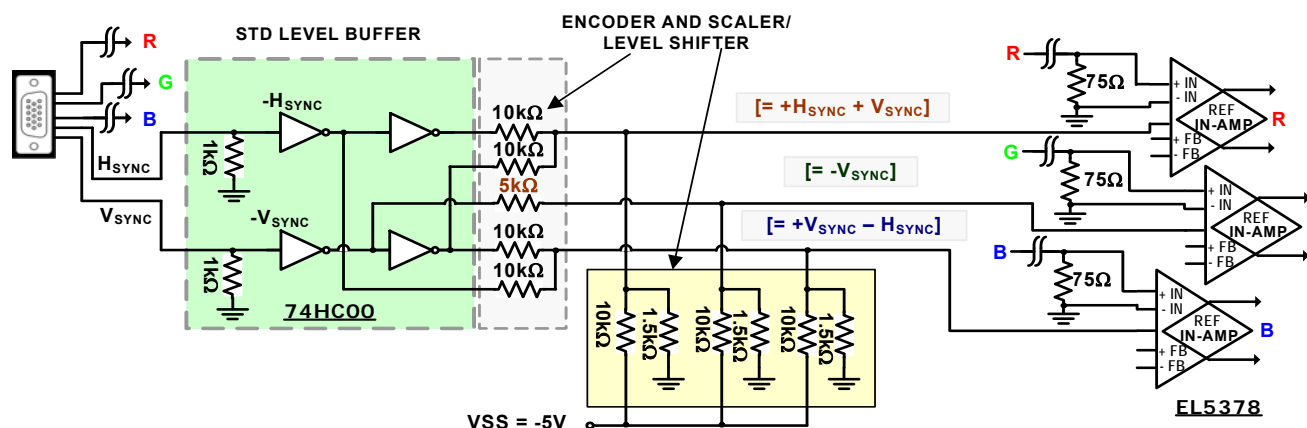 ENCODER AND SCALER/
LEVEL SHIFTER
STD LEVEL BUFFER
R
G
B
HSYNC
VSYNC
1kΩ
1kΩ
-HSYNC
-VSYNC
74HC00
10kΩ
10kΩ
5kΩ
10kΩ
10kΩ
[= +HSYNC + VSYNC]
[= -VSYNC]
[= +VSYNC – HSYNC]
10kΩ
1.5kΩ
10kΩ
1.5kΩ
10kΩ
1.5kΩ
VSS = -5V
R
75Ω
+ IN
- IN
REF
IN-AMP
+ FB
- FB
R
G
75Ω
+ IN
- IN
REF
IN-AMP
+ FB
- FB
G
B
75Ω
+ IN
- IN
REF
IN-AMP
+ FB
- FB
B
EL5378